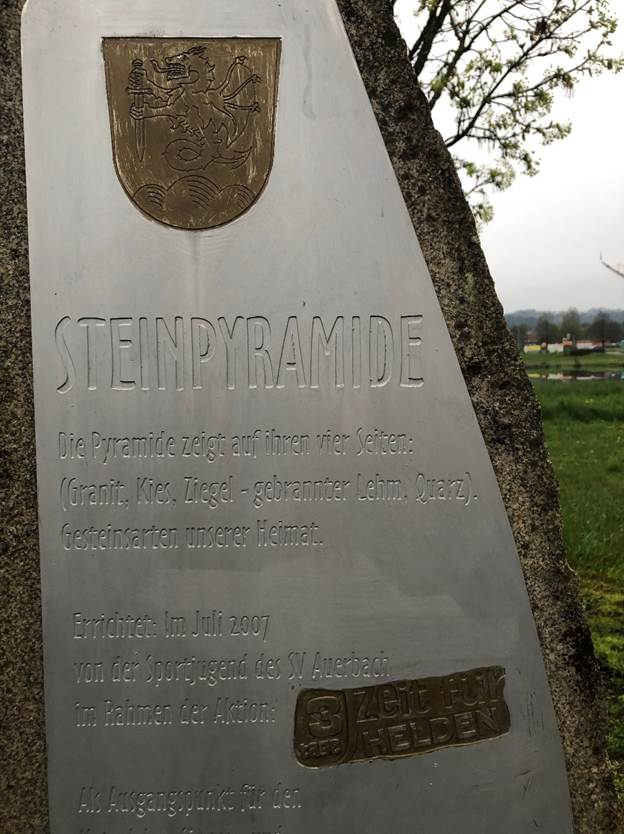 STEINPYRAMIDE
Die Pyramide zeigt auf ihren vier Seiten:
(Granit, Kies, Ziegel - gebrannter Lehm, Quarz).
Gesteinsarten unserer Heimat.
Errichtet: Im Juli 2007
von der Sportjugend des SV Auerbach
im Rahmen der Aktion:
3 tage zeit für HELDEN
Als Ausgangspunkt für den
und